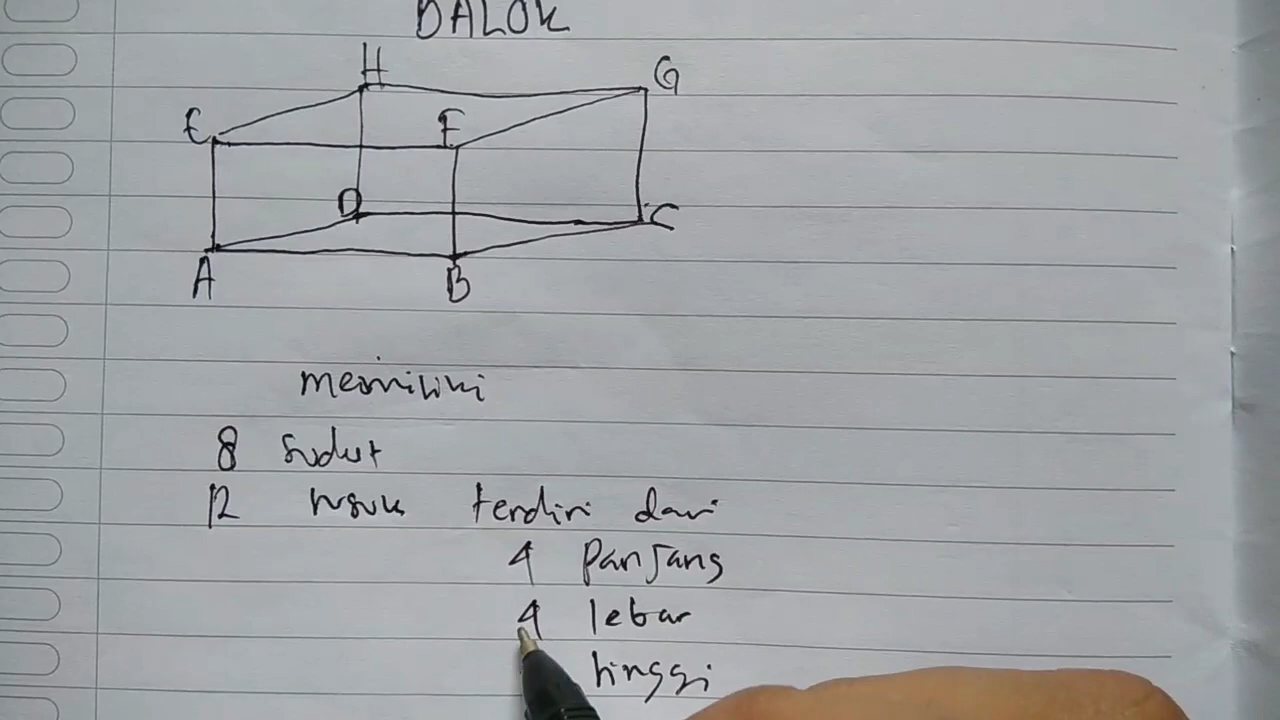 BALOK
H G
E F
D C
A B
memiliki
8 sudut
12 rusuk terdiri dari
4 Panjang
4 lebar
tinggi